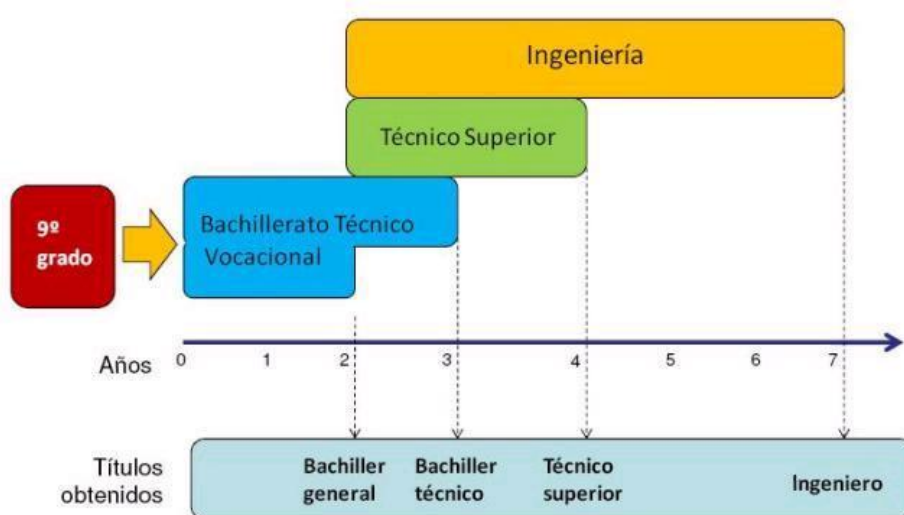 Ingeniería
Técnico Superior
9º
grado
Bachillerato Técnico
Vocacional
Años
0 1 2 3 4 5 6 7
Títulos
obtenidos
Bachiller
general
Bachiller
técnico
Técnico
superior
Ingeniero